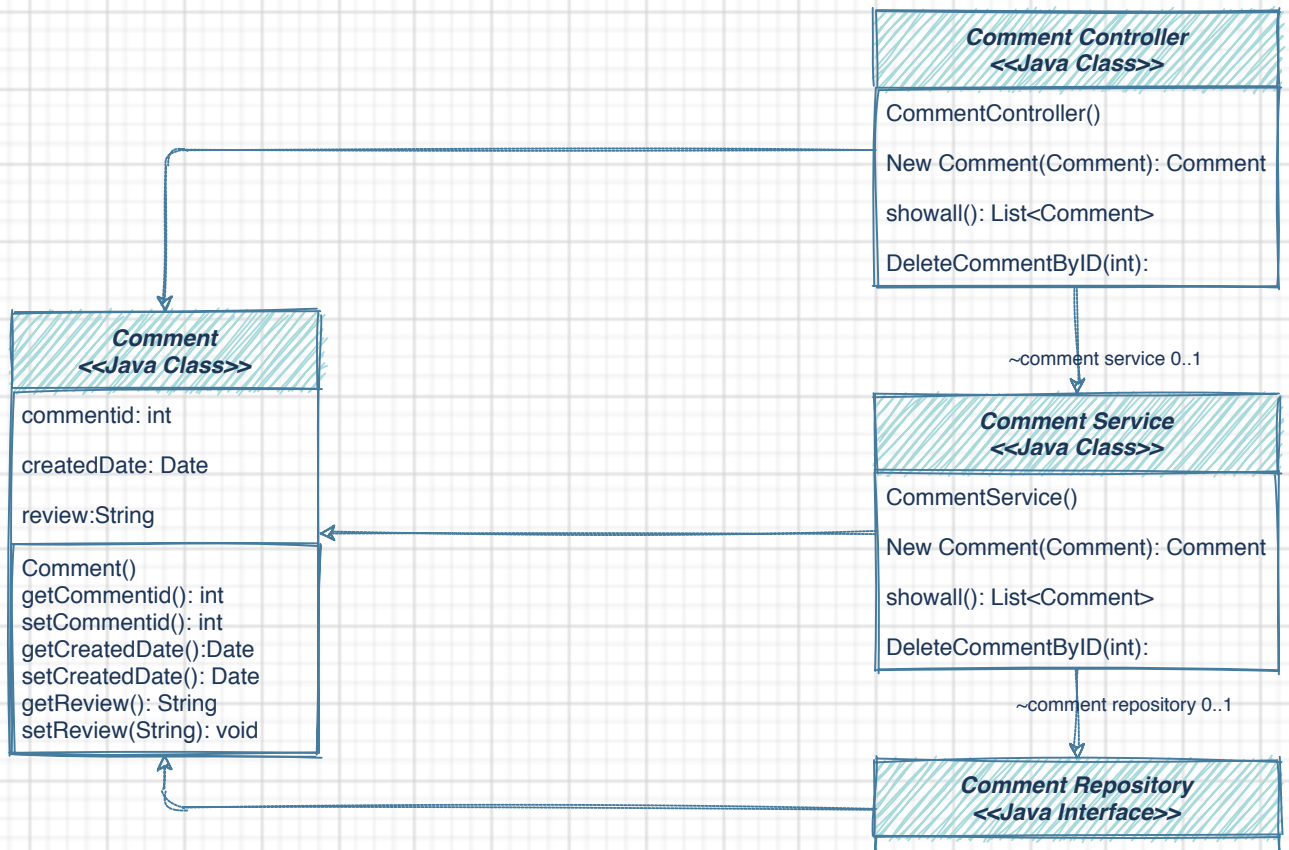 Comment Controller
<<Java Class>>
CommentController()
New Comment(Comment): Comment
showall(): List<Comment>
DeleteCommentByID(int):
~comment service 0..1
Comment
<<Java Class>>
commentid: int
createdDate: Date
review:String
Comment()
getCommentid(): int
setCommentid(): int
getCreatedDate():Date
setCreatedDate(): Date
getReview(): String
setReview(String): void
Comment Service
<<Java Class>>
CommentService()
New Comment(Comment): Comment
showall(): List<Comment>
DeleteCommentByID(int):
~comment repository 0..1
Comment Repository
<<Java Interface>>